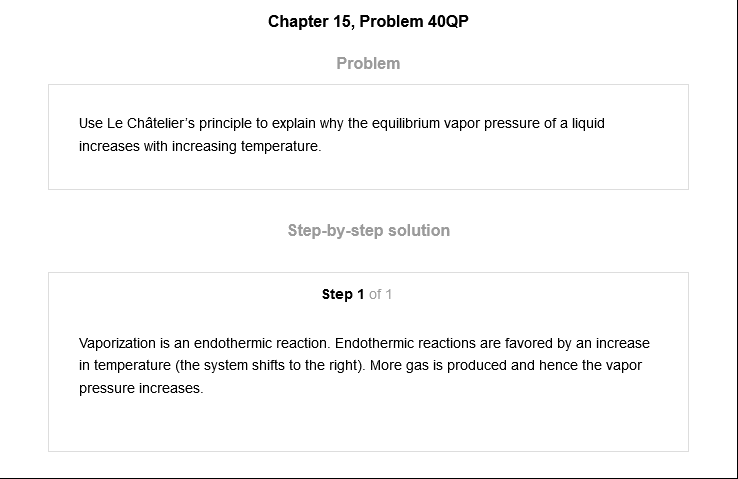 Chapter 15, Problem 40QP
Problem
Use Le Châtelier's principle to explain why the equilibrium vapor pressure of a liquid
increases with increasing temperature.
Step-by-step solution
Step 1 of 1
Vaporization is an endothermic reaction. Endothermic reactions are favored by an increase
in temperature (the system shifts to the right). More gas is produced and hence the vapor
pressure increases.